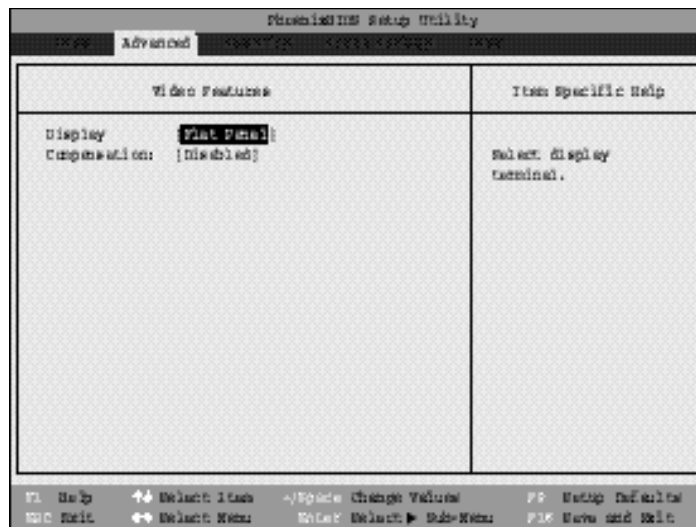 PhoenixBIOS Setup Utility
Advanced
Video Features
Item Specific Help
Display [Flat Panel]
Compensation: [Disabled]
Select display
terminal.
F1 Help Select Item -/Space Change Values F9 Setup Defaults
ESC Exit Select Menu Enter Select ▶ Sub-Menu F10 Save and Exit